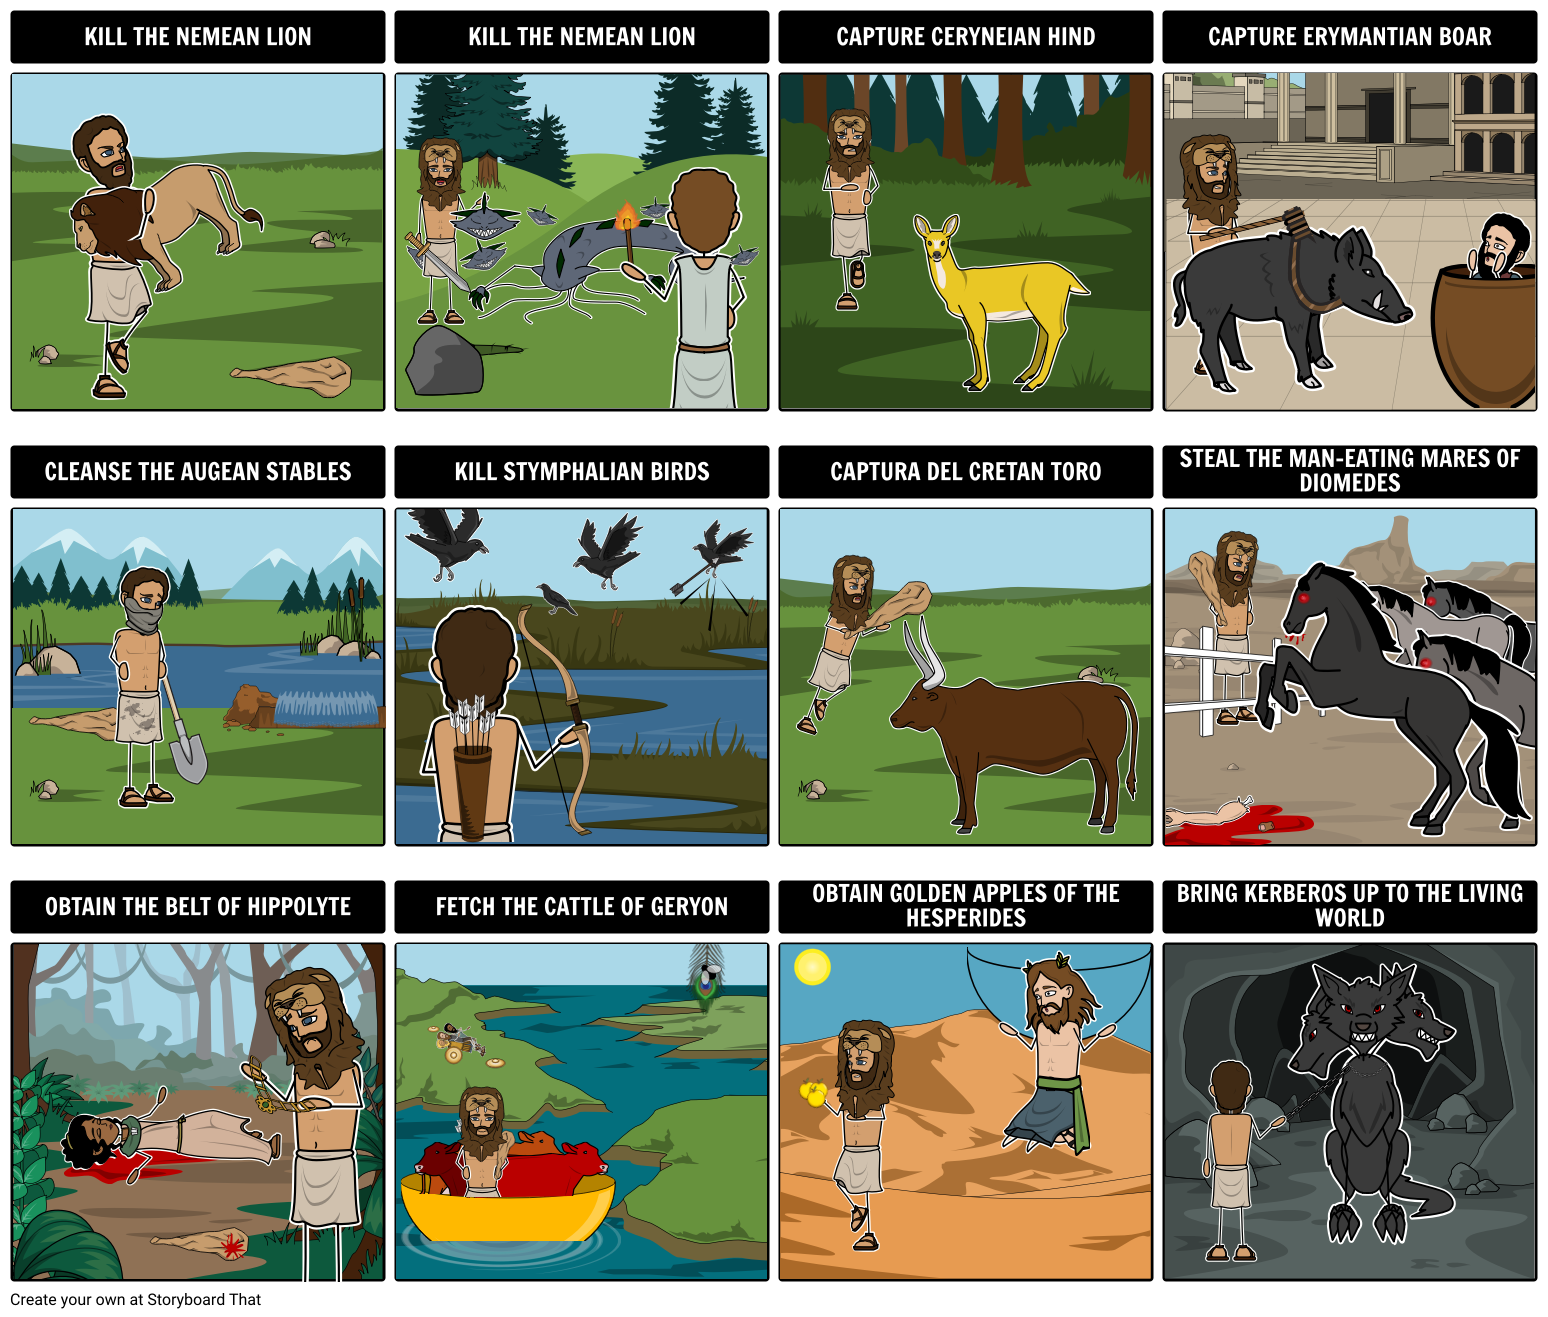 KILL THE NEMEAN LION
KILL THE NEMEAN LION
CAPTURE CERYNEIAN HIND
CAPTURE ERYMANTIAN BOAR
CLEANSE THE AUGEAN STABLES
KILL STYMPHALIAN BIRDS
CAPTURA DEL CRETAN TORO
STEAL THE MAN-EATING MARES OF
DIOMEDES
OBTAIN THE BELT OF HIPPOLYTE
FETCH THE CATTLE OF GERYON
OBTAIN GOLDEN APPLES OF THE
HESPERIDES
BRING KERBEROS UP TO THE LIVING
WORLD
Create your own at Storyboard That